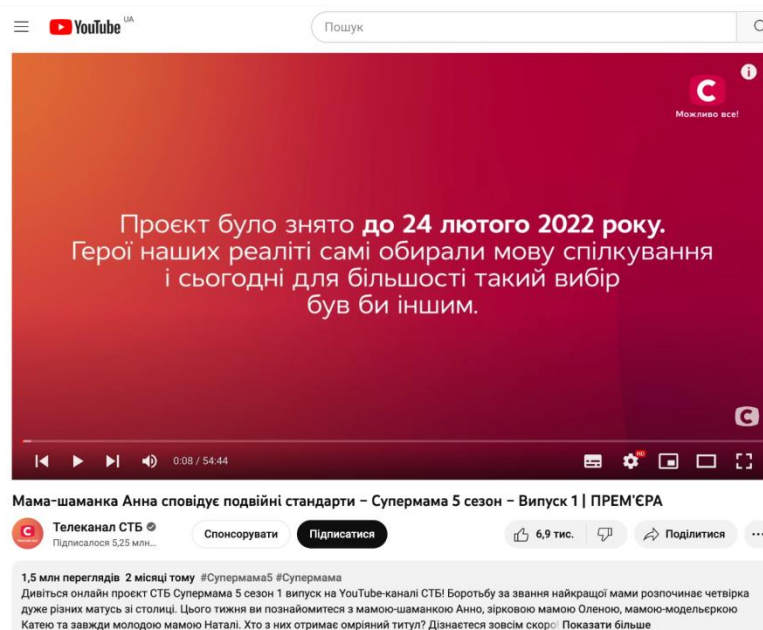 YouTube UA
Пошук
Можливо все!
Проєкт було знято до 24 лютого 2022 року.
Герої наших реаліті самі обирали мову спілкування
і сьогодні для більшості такий вибір
був би іншим.
0:08 / 54:44
HD
Мама-шаманка Анна сповідує подвійні стандарти – Супермама 5 сезон – Випуск 1 | ПРЕМ'ЄРА
Телеканал СТБ
Підписалося 5,25 млн...
Спонсорувати
Підписатися
6,9 тис.
Поділитися
1,5 млн переглядів 2 місяці тому #Супермама5 #Супермама
Дивіться онлайн проєкт СТБ Супермама 5 сезон 1 випуск на YouTube-каналі СТБ! Боротьбу за звання найкращої мами розпочинає четвірка
дуже різних матусь зі столиці. Цього тижня ви познайомитеся з мамою-шаманкою Анно, зірковою мамою Оленою, мамою-модельєркою
Катею та завжди молодою мамою Наталі. Хто з них отримає омріяний титул? Дізнаєтеся зовсім скоро! Показати більше